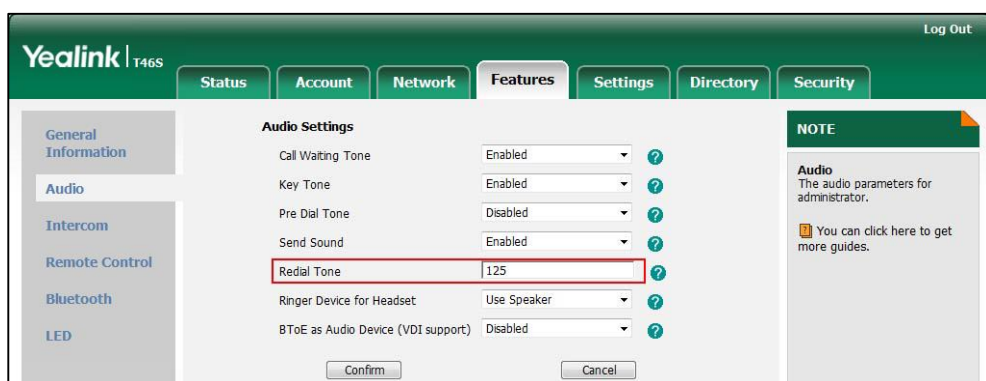 Log Out
Yealink T46S
Status Account Network Features Settings Directory Security
General Information
Audio
Intercom
Remote Control
Bluetooth
LED
Audio Settings
Call Waiting Tone Enabled
Key Tone Enabled
Pre Dial Tone Disabled
Send Sound Enabled
Redial Tone 125
Ringer Device for Headset Use Speaker
BToE as Audio Device (VDI support) Disabled
Confirm Cancel
NOTE
Audio
The audio parameters for
administrator.
You can click here to get
more guides.